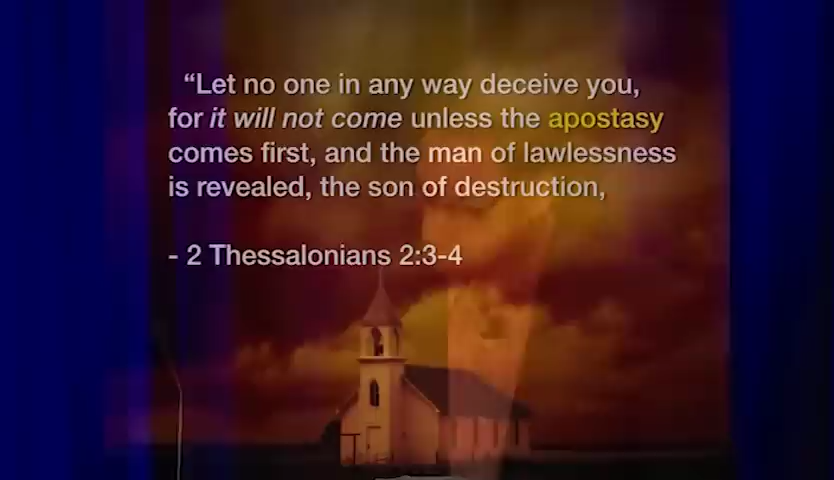 “Let no one in any way deceive you,
for it will not come unless the apostasy
comes first, and the man of lawlessness
is revealed, the son of destruction,
- 2 Thessalonians 2:3-4